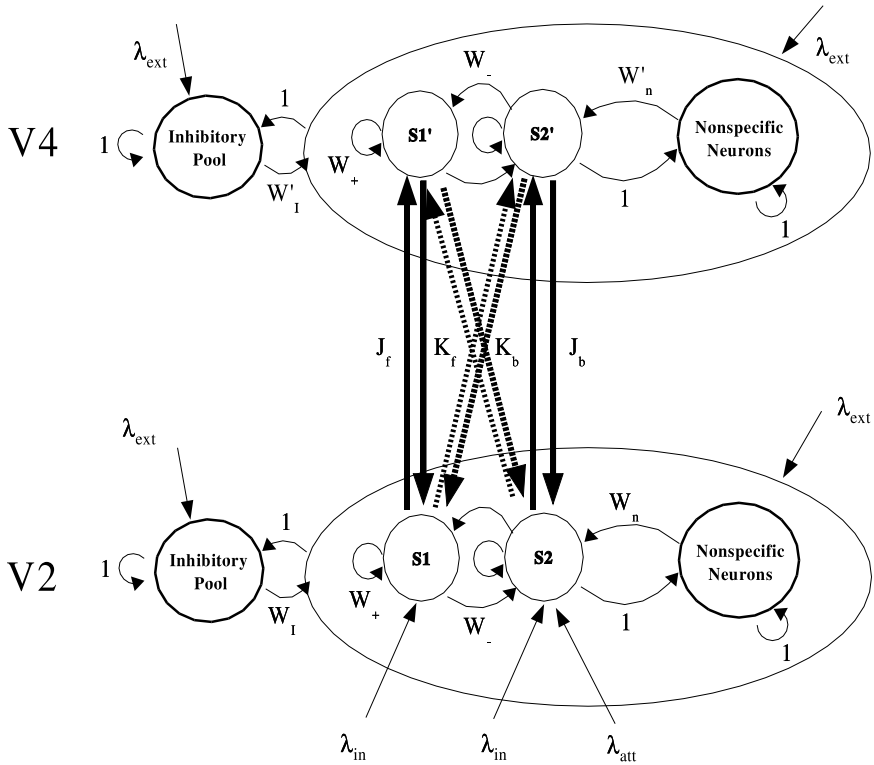 λext
λext
W-
W'n
1
V4
1
Inhibitory
Pool
S1'
S2'
Nonspecific
Neurons
W+
W'I
1
1
Jf
Kf
Kb
Jb
λext
λext
Wn
1
V2
1
Inhibitory
Pool
S1
S2
Nonspecific
Neurons
W+
WI
W-
1
1
λin
λin
λatt